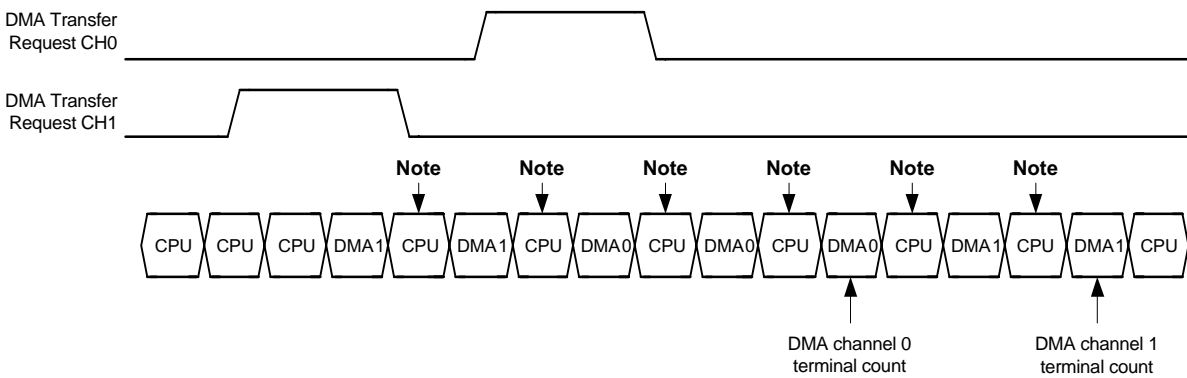 DMA Transfer
Request CH0
DMA Transfer
Request CH1
Note Note Note Note Note Note
CPU CPU CPU DMA1 CPU DMA1 CPU DMA0 CPU DMA0 CPU DMA0 CPU DMA1 CPU DMA1 CPU
DMA channel 0
terminal count
DMA channel 1
terminal count